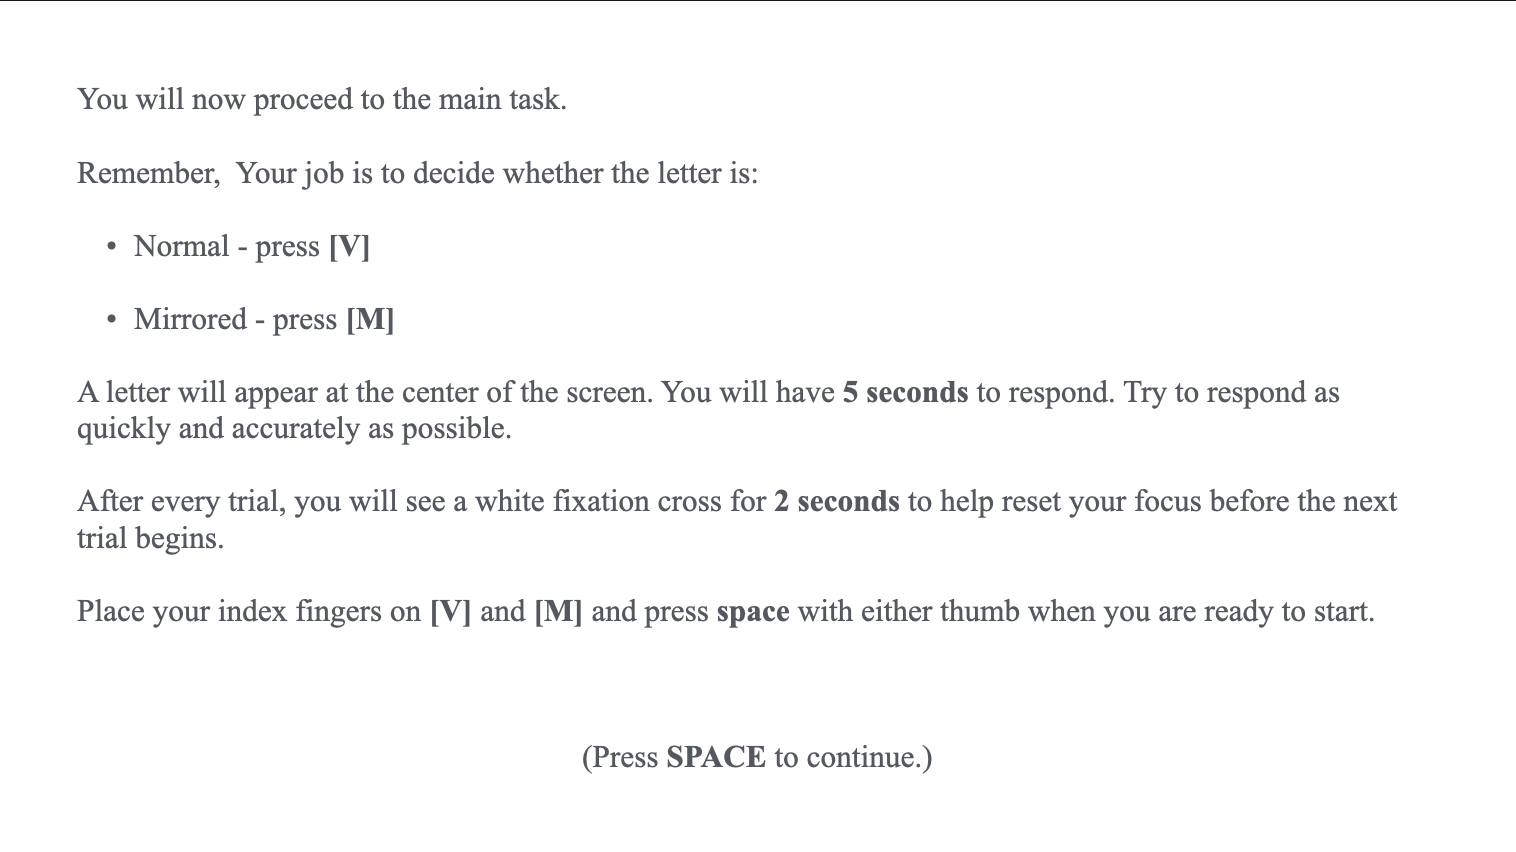 You will now proceed to the main task.
Remember,  Your job is to decide whether the letter is:
• Normal - press [V]
• Mirrored - press [M]
A letter will appear at the center of the screen. You will have 5 seconds to respond. Try to respond as
quickly and accurately as possible.
After every trial, you will see a white fixation cross for 2 seconds to help reset your focus before the next
trial begins.
Place your index fingers on [V] and [M] and press space with either thumb when you are ready to start.
(Press SPACE to continue.)